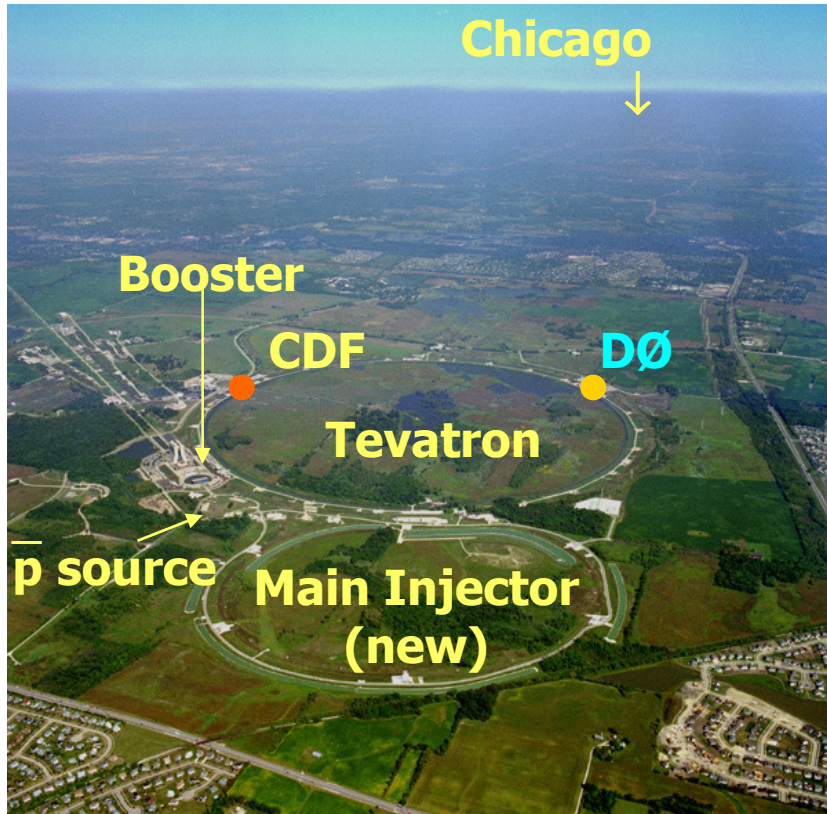 Chicago
Booster
CDF
DØ
Tevatron
p̅ source
Main Injector
(new)